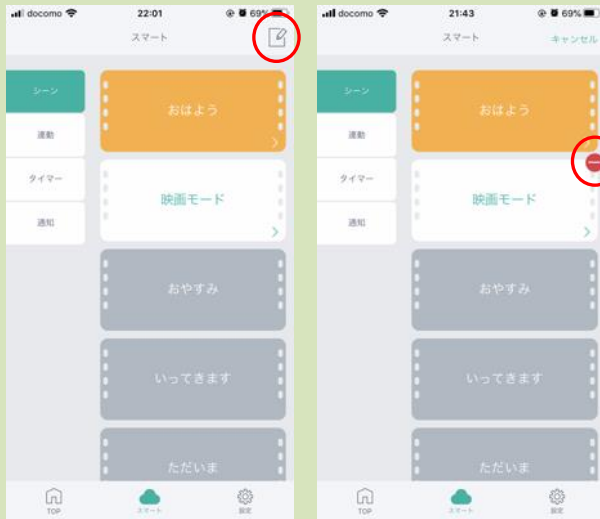 docomo 22:01 69%
スマート
シーン
連動
タイマー
通知
おはよう
映画モード
おやすみ
いってきます
ただいま
TOP スマート 設定
docomo 21:43 69%
スマート キャンセル
シーン
連動
タイマー
通知
おはよう
映画モード
おやすみ
いってきます
ただいま
TOP スマート 設定